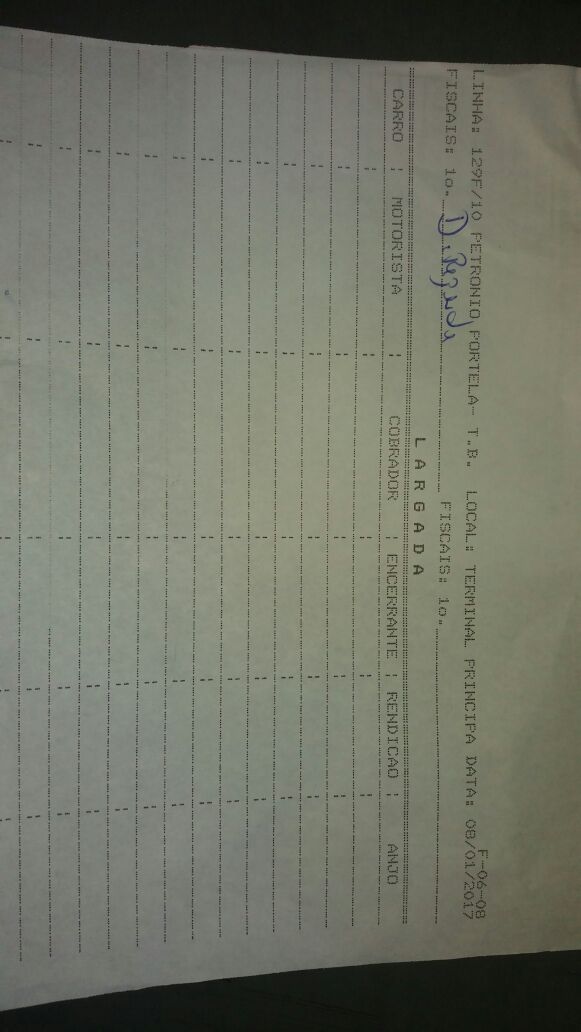 F-06-08
LINHA: 129F/10 PETRONIO PORTELA- T.B. LOCAL: TERMINAL PRINCIPA DATA: 08/01/2017
FISCAIS: 1o. D. Rezende FISCAIS: 1o.
L A R G A D A
CARRO ¦ MOTORISTA ¦ COBRADOR ¦ ENCERRANTE ¦ RENDICAO ¦ ANJO